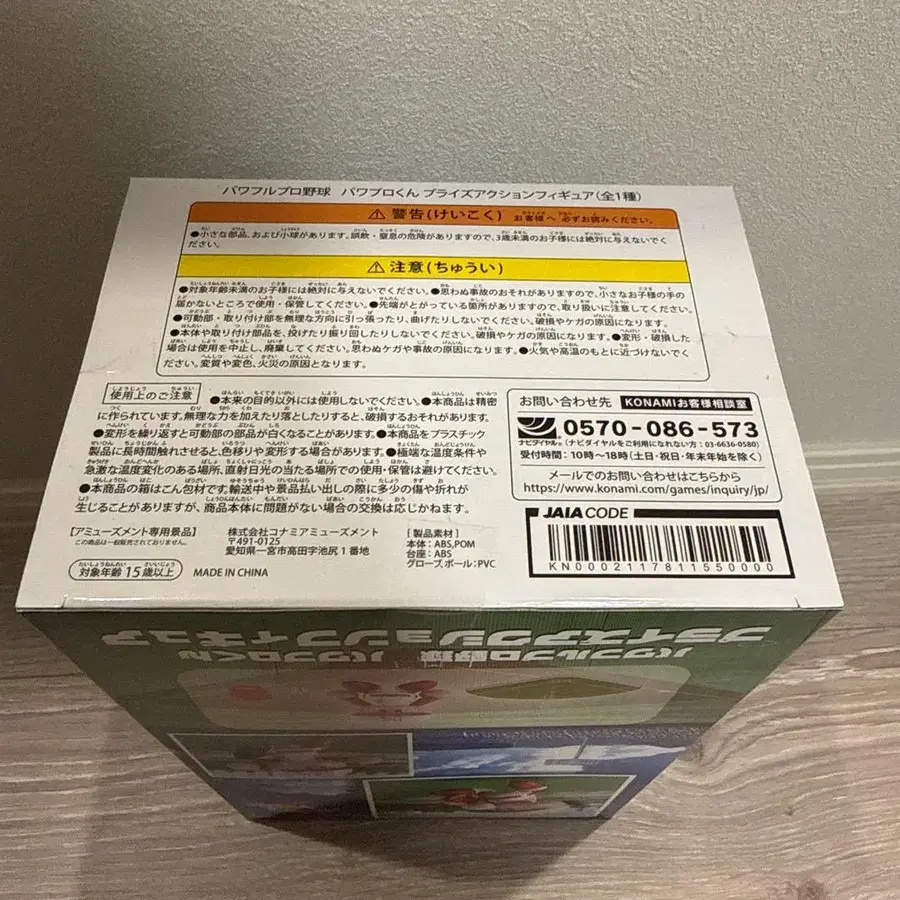 パワフルプロ野球 パワプロくん プライズアクションフィギュア(全1種)
⚠ 警告(けいこく) お客様へ 必ずお読みください。
●小さな部品、および小球があります。誤飲・窒息の危険がありますので、3歳未満のお子様には絶対に与えないでく
ださい。
⚠ 注意(ちゅうい)
●対象年齢未満のお子様には絶対に与えないでください。●思わぬ事故のおそれがありますので、小さなお子様の手の
届かないところで使用・保管してください。●先端がとがっている箇所がありますので、取り扱いに注意してください。
●可動部・取り付け部を無理な方向に引っ張ったり、曲げたりしないでください。破損やケガの原因になります。
●本体や取り付け部品を、投げたり振り回したりしないでください。破損やケガの原因になります。●変形・破損した
場合は使用を中止し、廃棄してください。思わぬケガや事故の原因になります。●火気や高温のもとに近づけないでく
ださい。変質や変色、火災の原因となります。
使用上のご注意 ●本来の目的以外には使用しないでください。●本商品は精密
に作られています。無理な力を加えたり落としたりすると、破損するおそれがあります。
●変形を繰り返すと可動部の部品が白くなることがあります。●本商品をプラスチック
製品に長時間触れさせると、色移りや変形する場合があります。●極端な温度条件や
急激な温度変化のある場所、直射日光の当たる場所での使用・保管は避けてください。
●本商品の箱はこん包材です。輸送中や景品払い出しの際に多少の傷や折れが
生じることがありますが、商品本体に問題がない場合の交換は応じかねます。
お問い合わせ先 KONAMIお客様相談室
ナビダイヤル 0570-086-573
(ナビダイヤルをご利用になれない方:03-6636-0580)
受付時間:10時~18時(土日・祝日・年末年始を除く)
メールでのお問い合わせはこちらから
https://www.konami.com/games/inquiry/jp/
【アミューズメント専用景品】
この商品は一般販売されておりません。
対象年齢 15歳以上 MADE IN CHINA
株式会社コナミアミューズメント
〒491-0125
愛知県一宮市高田字池尻1番地
[製品素材]
本体:ABS,POM
台座:ABS
グローブ、ボール:PVC
JAIA CODE
KN00021178115 50000
パワフルプロ野球 パワプロくん
プライズアクションフィギュア